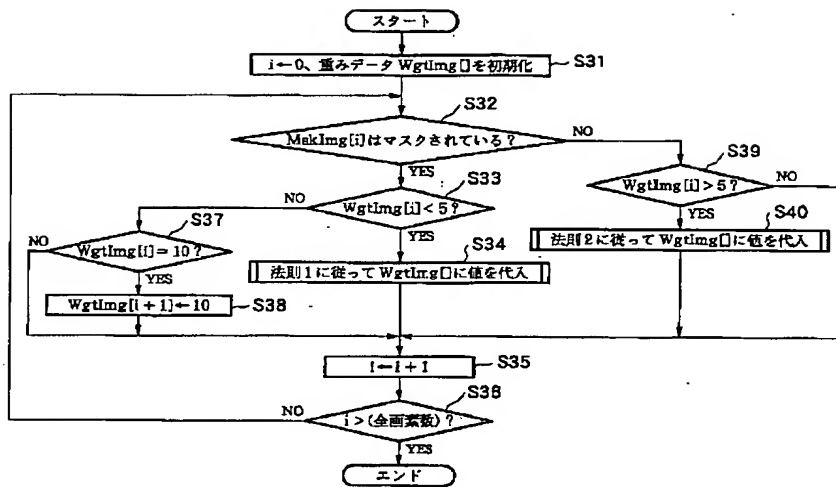 スタート
i←0、重みデータ WgtImg[]を初期化
S31
S32
MskImg[i]はマスクされている？
NO
YES
S39
WgtImg[i]>5？
NO
YES
S33
WgtImg[i]<5？
NO
YES
S40
法則2に従って WgtImg[]に値を代入
S37
WgtImg[i]=10？
NO
YES
S34
法則1に従って WgtImg[]に値を代入
WgtImg[i+1]←10
S38
i←i+1
S35
S36
i>(全画素数)？
NO
YES
エンド